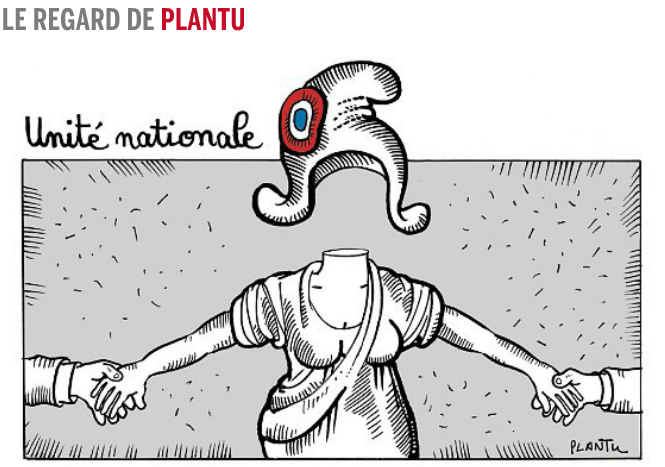 LE REGARD DE PLANTU
Unité nationale
PLANTU